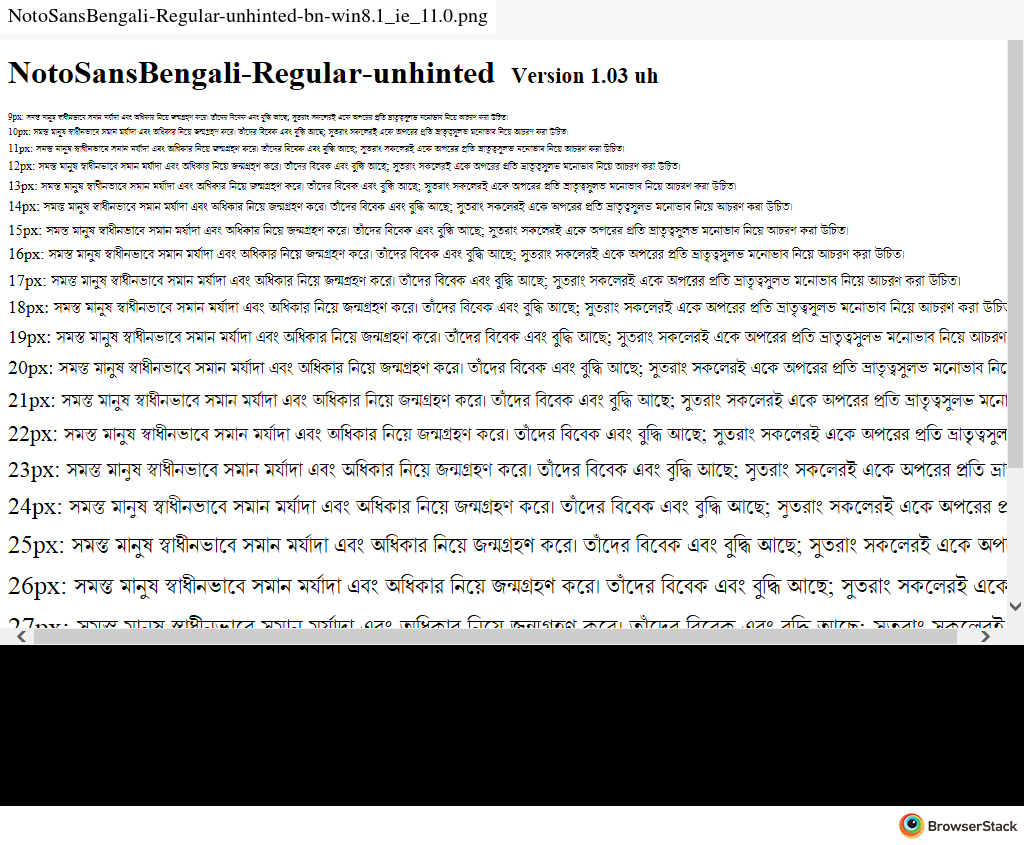 NotoSansBengali-Regular-unhinted-bn-win8.1_ie_11.0.png
NotoSansBengali-Regular-unhinted Version 1.03 uh
9px: সমস্ত মানুষ স্বাধীনভাবে সমান মর্যাদা এবং অধিকার নিয়ে জন্মগ্রহণ করে। তাঁদের বিবেক এবং বুদ্ধি আছে; সুতরাং সকলেরই একে অপরের প্রতি ভ্রাতৃত্বসুলভ মনোভাব নিয়ে আচরণ করা উচিত।
10px: সমস্ত মানুষ স্বাধীনভাবে সমান মর্যাদা এবং অধিকার নিয়ে জন্মগ্রহণ করে। তাঁদের বিবেক এবং বুদ্ধি আছে; সুতরাং সকলেরই একে অপরের প্রতি ভ্রাতৃত্বসুলভ মনোভাব নিয়ে আচরণ করা উচিত।
11px: সমস্ত মানুষ স্বাধীনভাবে সমান মর্যাদা এবং অধিকার নিয়ে জন্মগ্রহণ করে। তাঁদের বিবেক এবং বুদ্ধি আছে; সুতরাং সকলেরই একে অপরের প্রতি ভ্রাতৃত্বসুলভ মনোভাব নিয়ে আচরণ করা উচিত।
12px: সমস্ত মানুষ স্বাধীনভাবে সমান মর্যাদা এবং অধিকার নিয়ে জন্মগ্রহণ করে। তাঁদের বিবেক এবং বুদ্ধি আছে; সুতরাং সকলেরই একে অপরের প্রতি ভ্রাতৃত্বসুলভ মনোভাব নিয়ে আচরণ করা উচিত।
13px: সমস্ত মানুষ স্বাধীনভাবে সমান মর্যাদা এবং অধিকার নিয়ে জন্মগ্রহণ করে। তাঁদের বিবেক এবং বুদ্ধি আছে; সুতরাং সকলেরই একে অপরের প্রতি ভ্রাতৃত্বসুলভ মনোভাব নিয়ে আচরণ করা উচিত।
14px: সমস্ত মানুষ স্বাধীনভাবে সমান মর্যাদা এবং অধিকার নিয়ে জন্মগ্রহণ করে। তাঁদের বিবেক এবং বুদ্ধি আছে; সুতরাং সকলেরই একে অপরের প্রতি ভ্রাতৃত্বসুলভ মনোভাব নিয়ে আচরণ করা উচিত।
15px: সমস্ত মানুষ স্বাধীনভাবে সমান মর্যাদা এবং অধিকার নিয়ে জন্মগ্রহণ করে। তাঁদের বিবেক এবং বুদ্ধি আছে; সুতরাং সকলেরই একে অপরের প্রতি ভ্রাতৃত্বসুলভ মনোভাব নিয়ে আচরণ করা উচিত।
16px: সমস্ত মানুষ স্বাধীনভাবে সমান মর্যাদা এবং অধিকার নিয়ে জন্মগ্রহণ করে। তাঁদের বিবেক এবং বুদ্ধি আছে; সুতরাং সকলেরই একে অপরের প্রতি ভ্রাতৃত্বসুলভ মনোভাব নিয়ে আচরণ করা উচিত।
17px: সমস্ত মানুষ স্বাধীনভাবে সমান মর্যাদা এবং অধিকার নিয়ে জন্মগ্রহণ করে। তাঁদের বিবেক এবং বুদ্ধি আছে; সুতরাং সকলেরই একে অপরের প্রতি ভ্রাতৃত্বসুলভ মনোভাব নিয়ে আচরণ করা উচিত।
18px: সমস্ত মানুষ স্বাধীনভাবে সমান মর্যাদা এবং অধিকার নিয়ে জন্মগ্রহণ করে। তাঁদের বিবেক এবং বুদ্ধি আছে; সুতরাং সকলেরই একে অপরের প্রতি ভ্রাতৃত্বসুলভ মনোভাব নিয়ে আচরণ করা
19px: সমস্ত মানুষ স্বাধীনভাবে সমান মর্যাদা এবং অধিকার নিয়ে জন্মগ্রহণ করে। তাঁদের বিবেক এবং বুদ্ধি আছে; সুতরাং সকলেরই একে অপরের প্রতি ভ্রাতৃত্বসুলভ মনোভাব নিয়ে আচরণ
20px: সমস্ত মানুষ স্বাধীনভাবে সমান মর্যাদা এবং অধিকার নিয়ে জন্মগ্রহণ করে। তাঁদের বিবেক এবং বুদ্ধি আছে; সুতরাং সকলেরই একে অপরের প্রতি ভ্রাতৃত্বসুলভ মনোভাব
21px: সমস্ত মানুষ স্বাধীনভাবে সমান মর্যাদা এবং অধিকার নিয়ে জন্মগ্রহণ করে। তাঁদের বিবেক এবং বুদ্ধি আছে; সুতরাং সকলেরই একে অপরের প্রতি ভ্রাতৃত্বসুলভ
22px: সমস্ত মানুষ স্বাধীনভাবে সমান মর্যাদা এবং অধিকার নিয়ে জন্মগ্রহণ করে। তাঁদের বিবেক এবং বুদ্ধি আছে; সুতরাং সকলেরই একে অপরের প্রতি
23px: সমস্ত মানুষ স্বাধীনভাবে সমান মর্যাদা এবং অধিকার নিয়ে জন্মগ্রহণ করে। তাঁদের বিবেক এবং বুদ্ধি আছে; সুতরাং সকলেরই একে অপরের প্রতি
24px: সমস্ত মানুষ স্বাধীনভাবে সমান মর্যাদা এবং অধিকার নিয়ে জন্মগ্রহণ করে। তাঁদের বিবেক এবং বুদ্ধি আছে; সুতরাং সকলেরই একে অপরের
25px: সমস্ত মানুষ স্বাধীনভাবে সমান মর্যাদা এবং অধিকার নিয়ে জন্মগ্রহণ করে। তাঁদের বিবেক এবং বুদ্ধি আছে; সুতরাং সকলেরই একে
26px: সমস্ত মানুষ স্বাধীনভাবে সমান মর্যাদা এবং অধিকার নিয়ে জন্মগ্রহণ করে। তাঁদের বিবেক এবং বুদ্ধি আছে; সুতরাং সকলেরই একে
27px: সমস্ত মানুষ স্বাধীনভাবে সমান মর্যাদা এবং অধিকার নিয়ে জন্মগ্রহণ করে। তাঁদের বিবেক এবং বুদ্ধি আছে; সুতরাং সকলেরই
BrowserStack